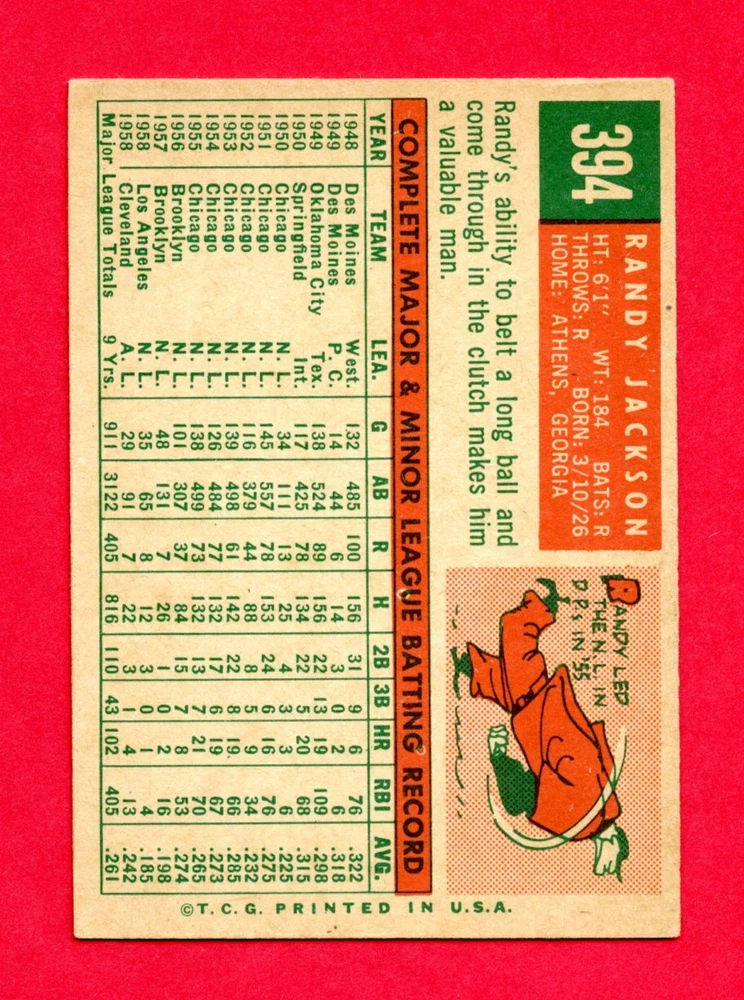 394
RANDY JACKSON
HT: 6'1" WT: 184 BATS: R
THROWS: R BORN: 3/10/26
HOME: ATHENS, GEORGIA
Randy's ability to belt a long ball and
come through in the clutch makes him
a valuable man.
RANDY LED
THE N.L. IN
D P.s IN '55
COMPLETE MAJOR & MINOR LEAGUE BATTING RECORD
YEAR TEAM LEA. G AB R H 2B 3B HR RBI AVG.
1948 Des Moines West. 132 485 100 156 31 9 6 76 .322
1949 Des Moines P. C. 14 44 6 14 3 0 2 6 .318
1949 Oklahoma City Tex. 138 524 89 156 22 13 19 109 .298
1950 Springfield Int. 117 425 78 134 22 5 20 68 .315
1950 Chicago N. L. 34 111 13 25 4 3 3 6 .225
1951 Chicago N. L. 145 557 78 153 24 6 16 76 .275
1952 Chicago N. L. 116 379 44 88 8 5 9 34 .232
1953 Chicago N. L. 139 498 61 142 22 8 19 66 .285
1954 Chicago N. L. 126 484 77 132 17 6 19 67 .273
1955 Chicago N. L. 138 499 73 132 13 7 21 70 .265
1956 Brooklyn N. L. 101 307 37 84 15 7 8 53 .274
1957 Brooklyn N. L. 48 131 7 26 1 0 2 16 .198
1958 Los Angeles N. L. 35 65 8 12 3 0 1 4 .185
1958 Cleveland A. L. 29 91 7 22 3 1 4 13 .242
Major League Totals 9 Yrs. 911 3122 405 816 110 43 102 405 .261
©T.C.G. PRINTED IN U.S.A.